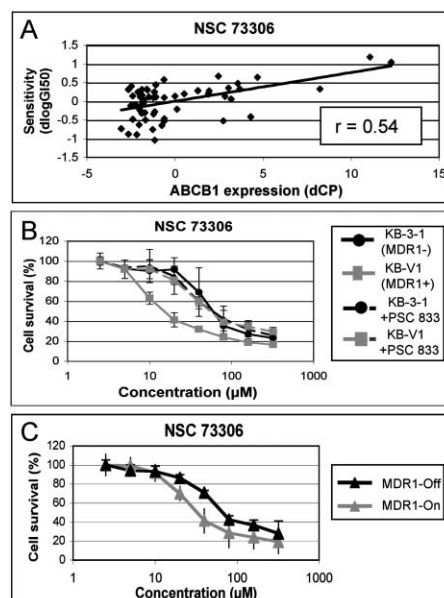 A
NSC 73306
Sensitivity
(dlogGI50)
1.5
1
0.5
0
-0.5
-1
-1.5
-5
0
5
10
15
r = 0.54
ABCB1 expression (dCP)
B
NSC 73306
Cell survival (%)
120
100
80
60
40
20
0
1
10
100
1000
Concentration (µM)
KB-3-1
(MDR1-)
KB-V1
(MDR1+)
KB-3-1
+PSC 833
KB-V1
+PSC 833
C
NSC 73306
Cell survival (%)
120
100
80
60
40
20
0
1
10
100
1000
Concentration (µM)
MDR1-Off
MDR1-On